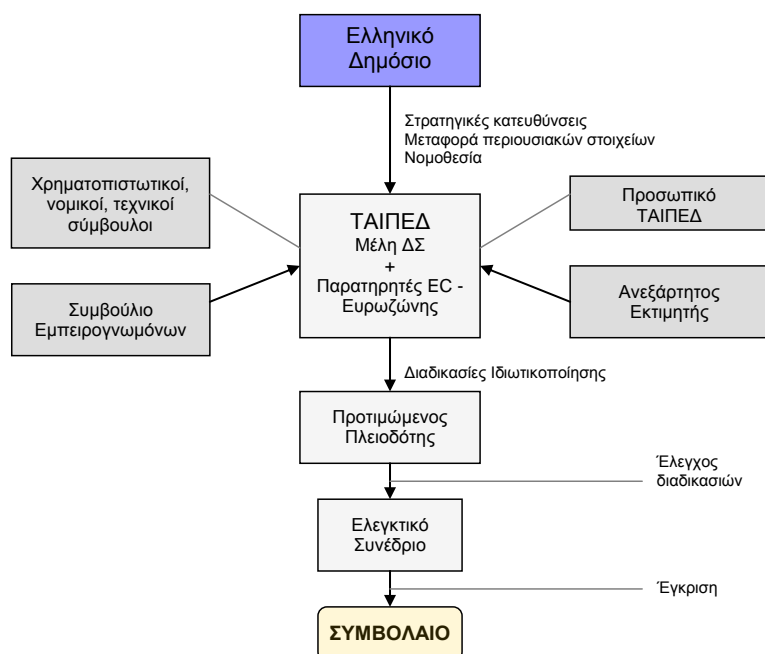 Ελληνικό
Δημόσιο
Στρατηγικές κατευθύνσεις
Μεταφορά περιουσιακών στοιχείων
Νομοθεσία
Χρηματοπιστωτικοί,
νομικοί, τεχνικοί
σύμβουλοι
ΤΑΙΠΕΔ
Μέλη ΔΣ
+
Παρατηρητές EC -
Ευρωζώνης
Προσωπικό
ΤΑΙΠΕΔ
Συμβούλιο
Εμπειρογνωμόνων
Ανεξάρτητος
Εκτιμητής
Διαδικασίες Ιδιωτικοποίησης
Προτιμώμενος
Πλειοδότης
Έλεγχος
διαδικασιών
Ελεγκτικό
Συνέδριο
Έγκριση
ΣΥΜΒΟΛΑΙΟ